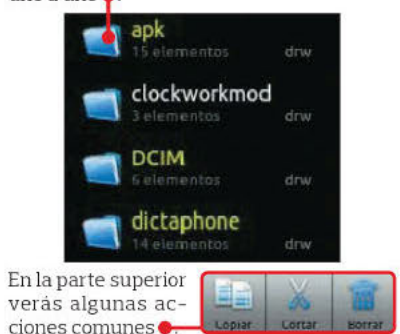 apk
15 elementos drw
clockworkmod
3 elementos drw
DCIM
6 elementos drw
dictaphone
14 elementos drw
En la parte superior
verás algunas ac-
ciones comunes
Copiar Cortar Borrar